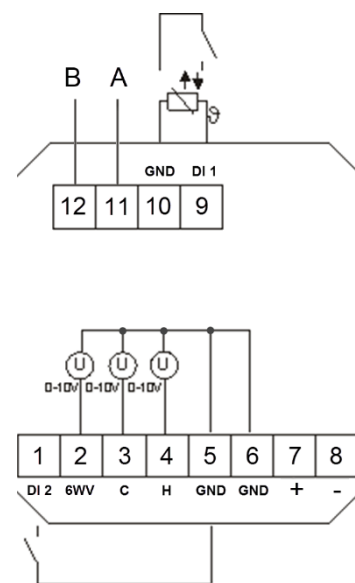 B A
ϑ
GND DI 1
12 11 10 9
U U U
0-10V 0-10V 0-10V
1 2 3 4 5 6 7 8
DI 2 6WV C H GND GND + -